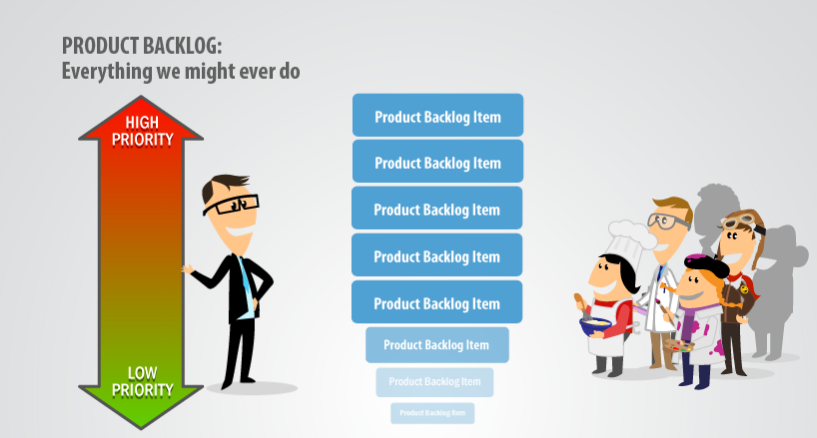 PRODUCT BACKLOG:
Everything we might ever do
HIGH
PRIORITY
LOW
PRIORITY
Product Backlog Item
Product Backlog Item
Product Backlog Item
Product Backlog Item
Product Backlog Item
Product Backlog Item
Product Backlog Item
Product Backlog Item